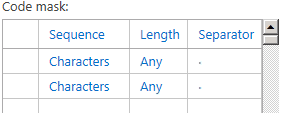 Code mask:
Sequence Length Separator
Characters Any .
Characters Any .